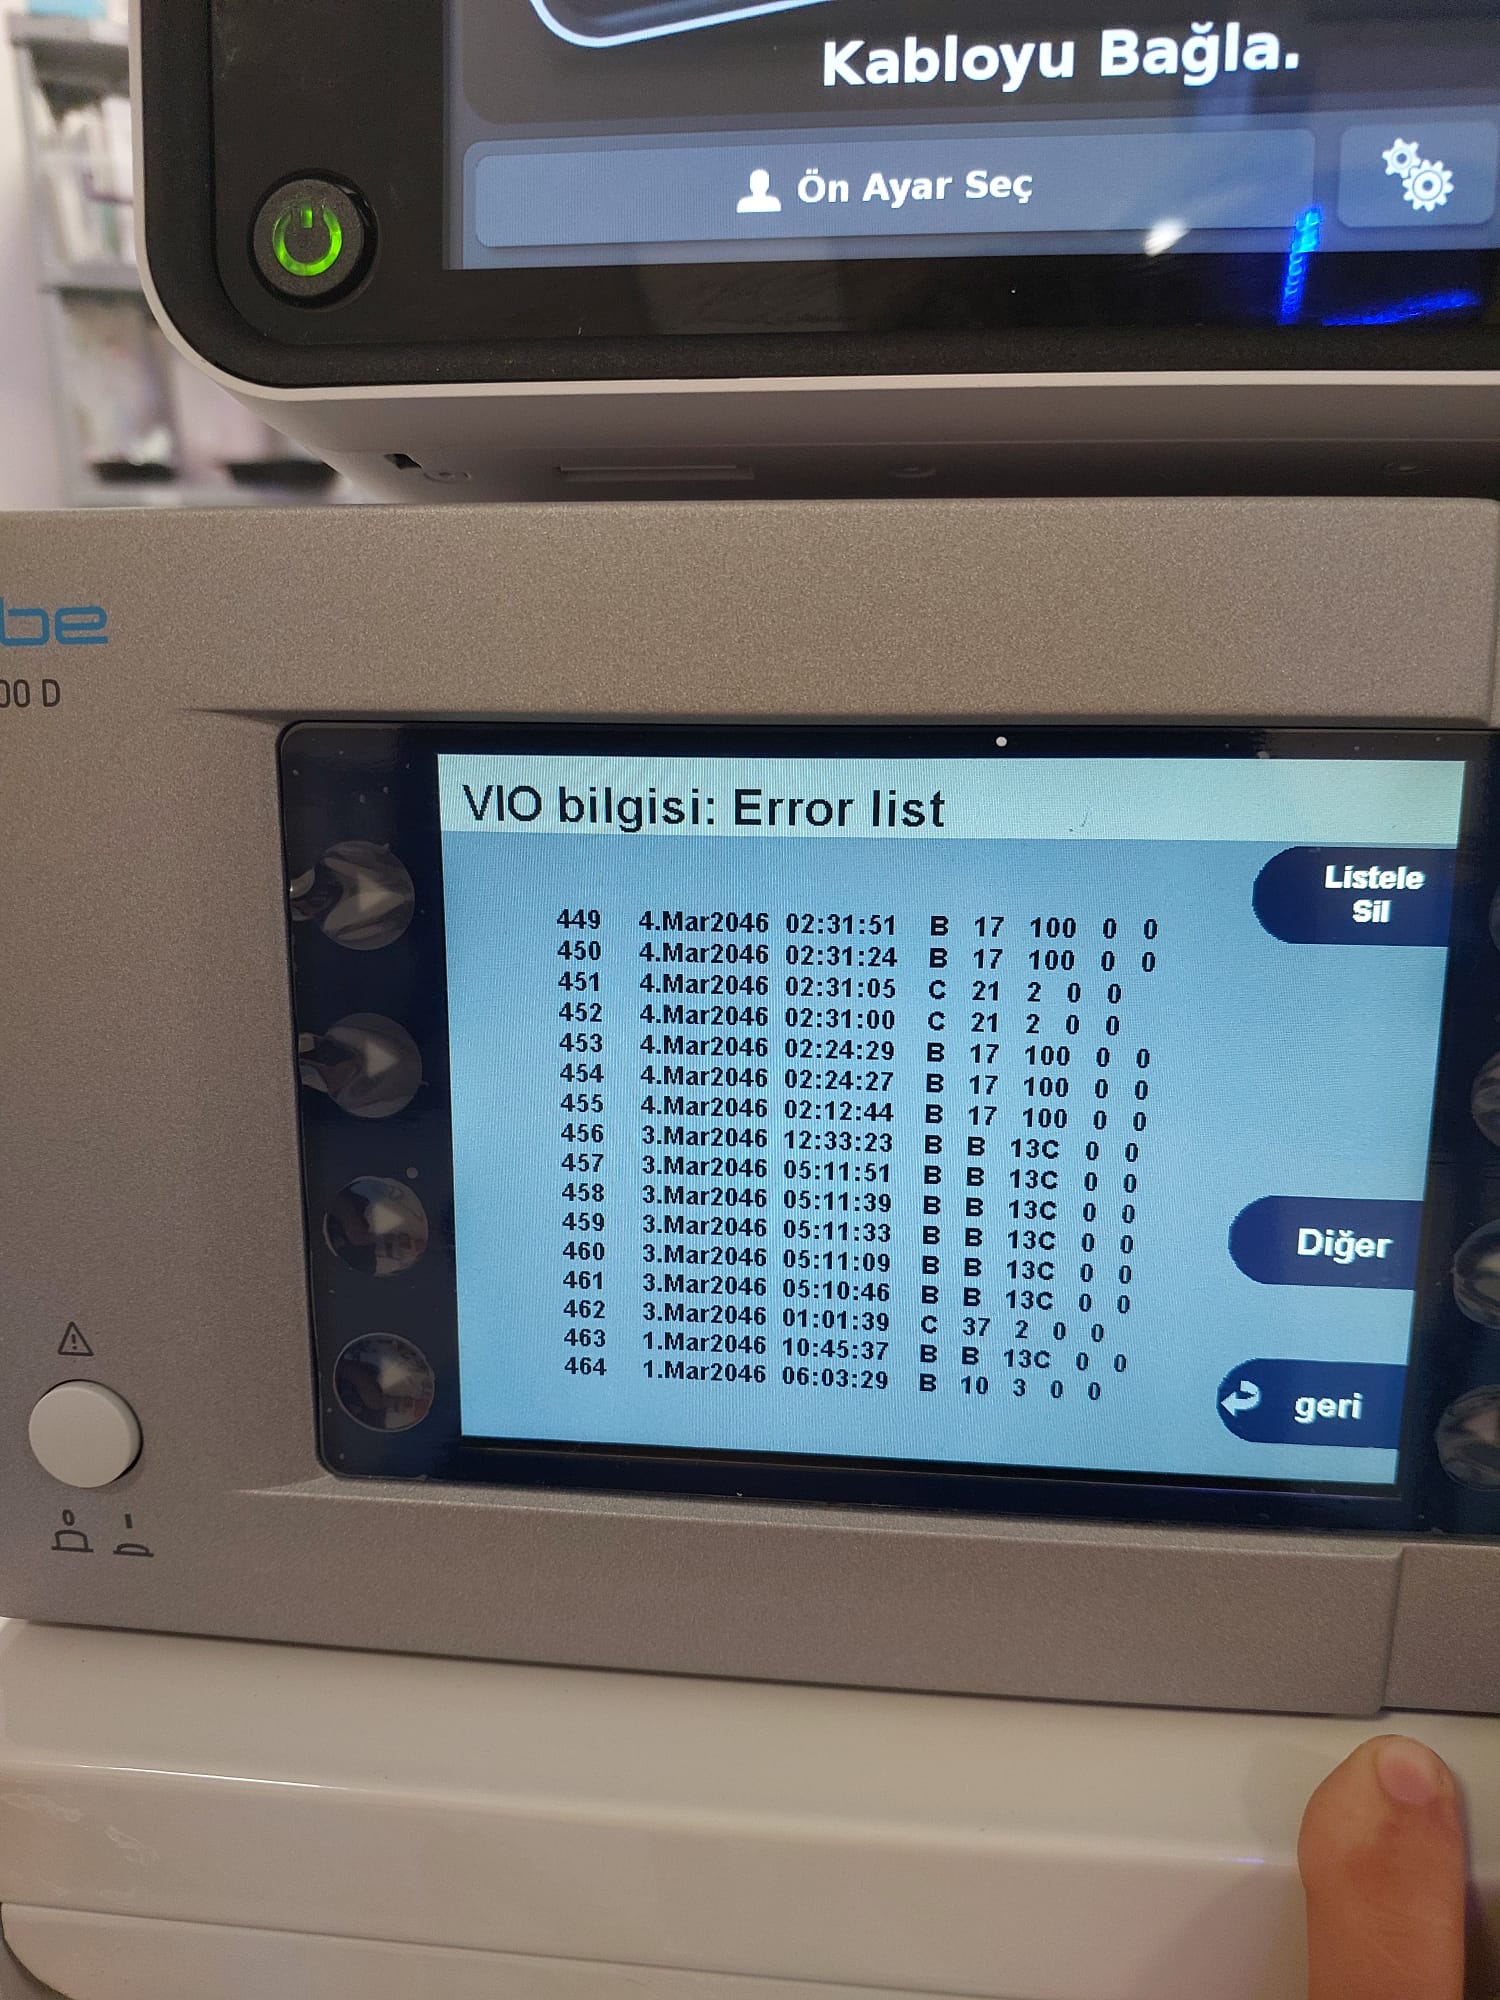 Kabloyu Bağla.
Ön Ayar Seç
be
00 D
VIO bilgisi: Error list
Listele
Sil
449 4.Mar2046 02:31:51 B 17 100 0 0
450 4.Mar2046 02:31:24 B 17 100 0 0
451 4.Mar2046 02:31:05 C 21 2 0 0
452 4.Mar2046 02:31:00 C 21 2 0 0
453 4.Mar2046 02:24:29 B 17 100 0 0
454 4.Mar2046 02:24:27 B 17 100 0 0
455 4.Mar2046 02:12:44 B 17 100 0 0
456 3.Mar2046 12:33:23 B B 13C 0 0
457 3.Mar2046 05:11:51 B B 13C 0 0
458 3.Mar2046 05:11:39 B B 13C 0 0
459 3.Mar2046 05:11:33 B B 13C 0 0
460 3.Mar2046 05:11:09 B B 13C 0 0
461 3.Mar2046 05:10:46 B B 13C 0 0
462 3.Mar2046 01:01:39 C 37 2 0 0
463 1.Mar2046 10:45:37 B B 13C 0 0
464 1.Mar2046 06:03:29 B 10 3 0 0
Diğer
geri